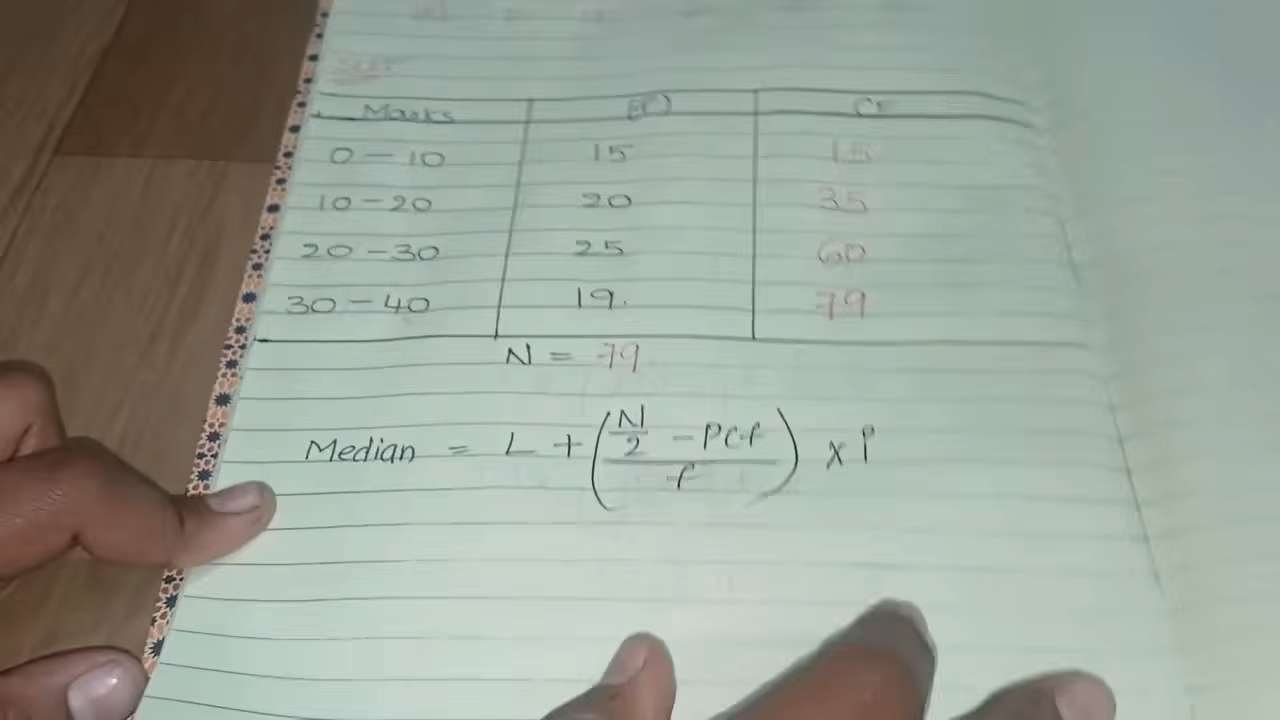 Marks (F) CF
0 - 10 15 15
10 - 20 20 35
20 - 30 25 60
30 - 40 19. 79
N = 79
Median = L + ( (N/2 - PCF) / f ) x i